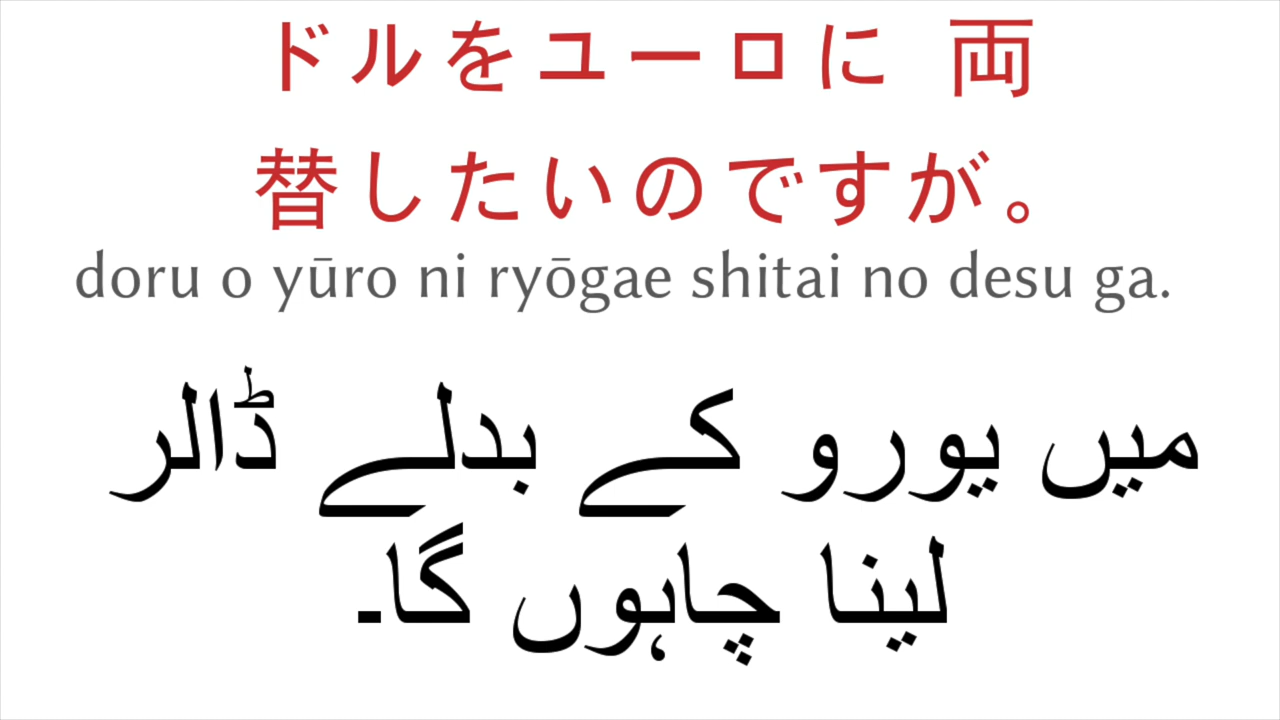 ドルをユーロに 両
替したいのですが。
doru o yūro ni ryōgae shitai no desu ga.
میں یورو کے بدلے ڈالر
لینا چاہوں گا۔